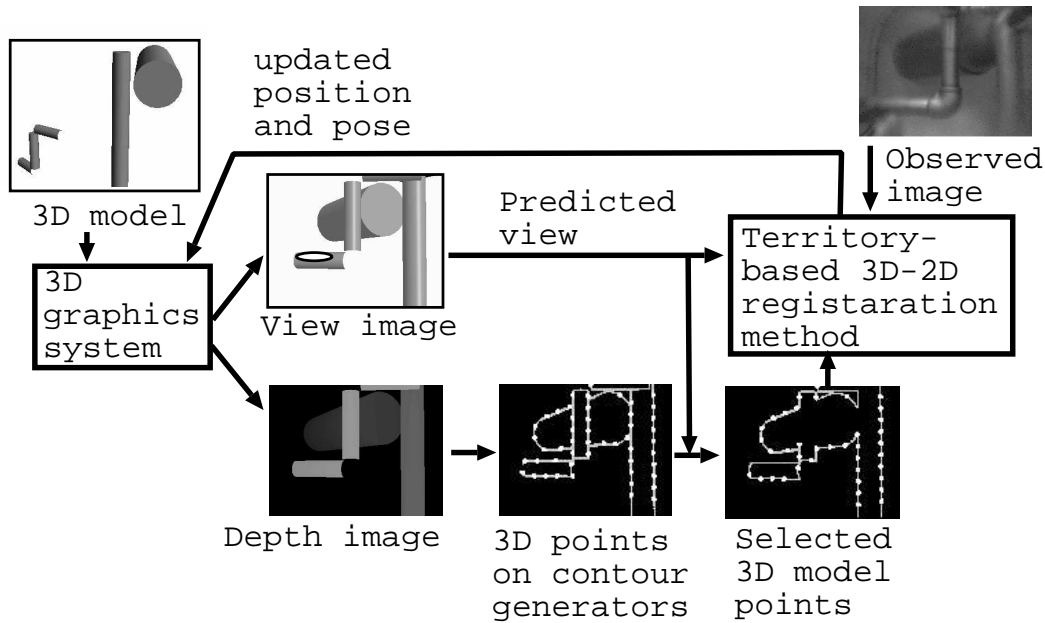 updated
position
and pose
Observed
image
3D model
Predicted
view
3D
graphics
system
View image
Territory-
based 3D-2D
registaration
method
Depth image
3D points
on contour
generators
Selected
3D model
points